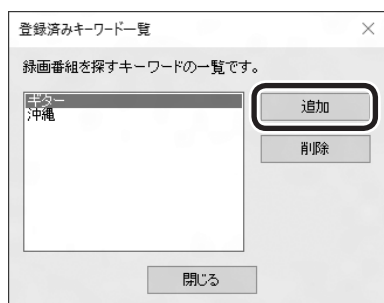 登録済みキーワード一覧
録画番組を探すキーワードの一覧です。
ギター
沖縄
追加
削除
閉じる